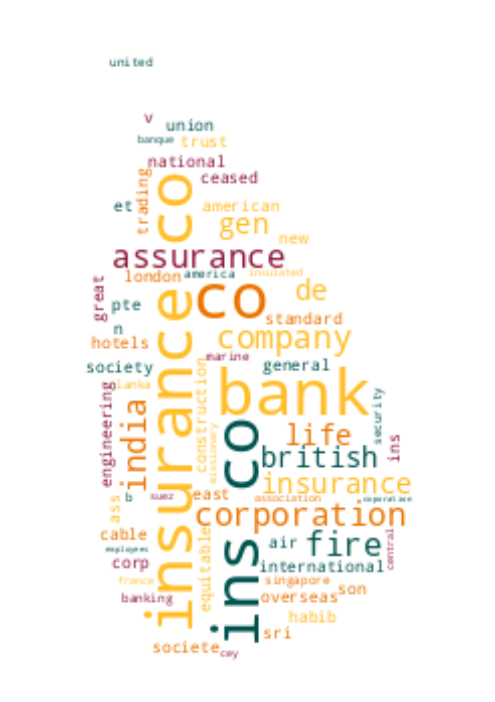 united
v
union
banque
trust
national
trading
ceased
et
american
gen
new
assurance
london
america
insulated
great
insurance co
co
de
pte
n
standard
hotels
company
marine
society
general
lanka
bank
engineering
india
construction
missionary
security
life
ins
british
insurance
b
suez
east
association
corporation
ass
corporation
cable
ins co
air
fire
central
employees
equitable
corp
international
france
singapore
banking
overseas
son
habib
sri
societe
cey